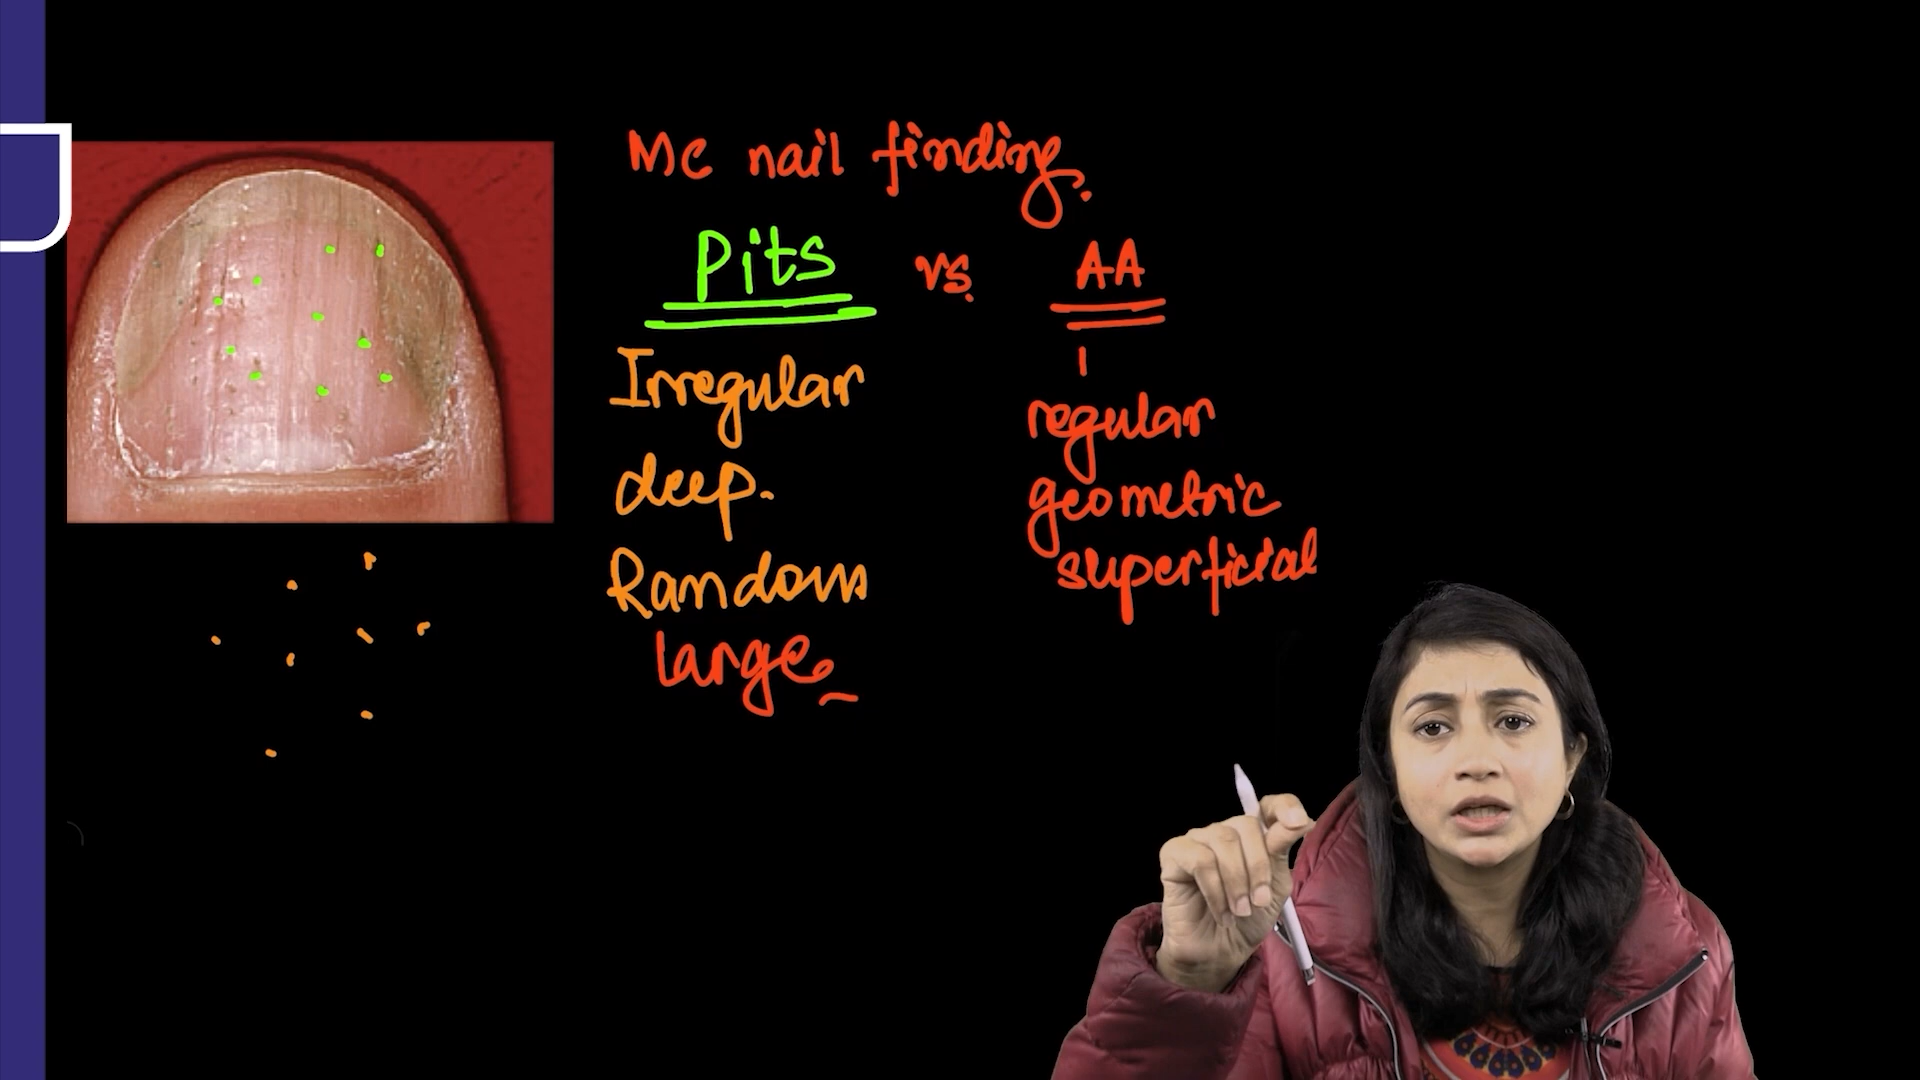 MC nail finding.
Pits vs. AA
Irregular
deep.
Random
large
regular
geometric
superficial